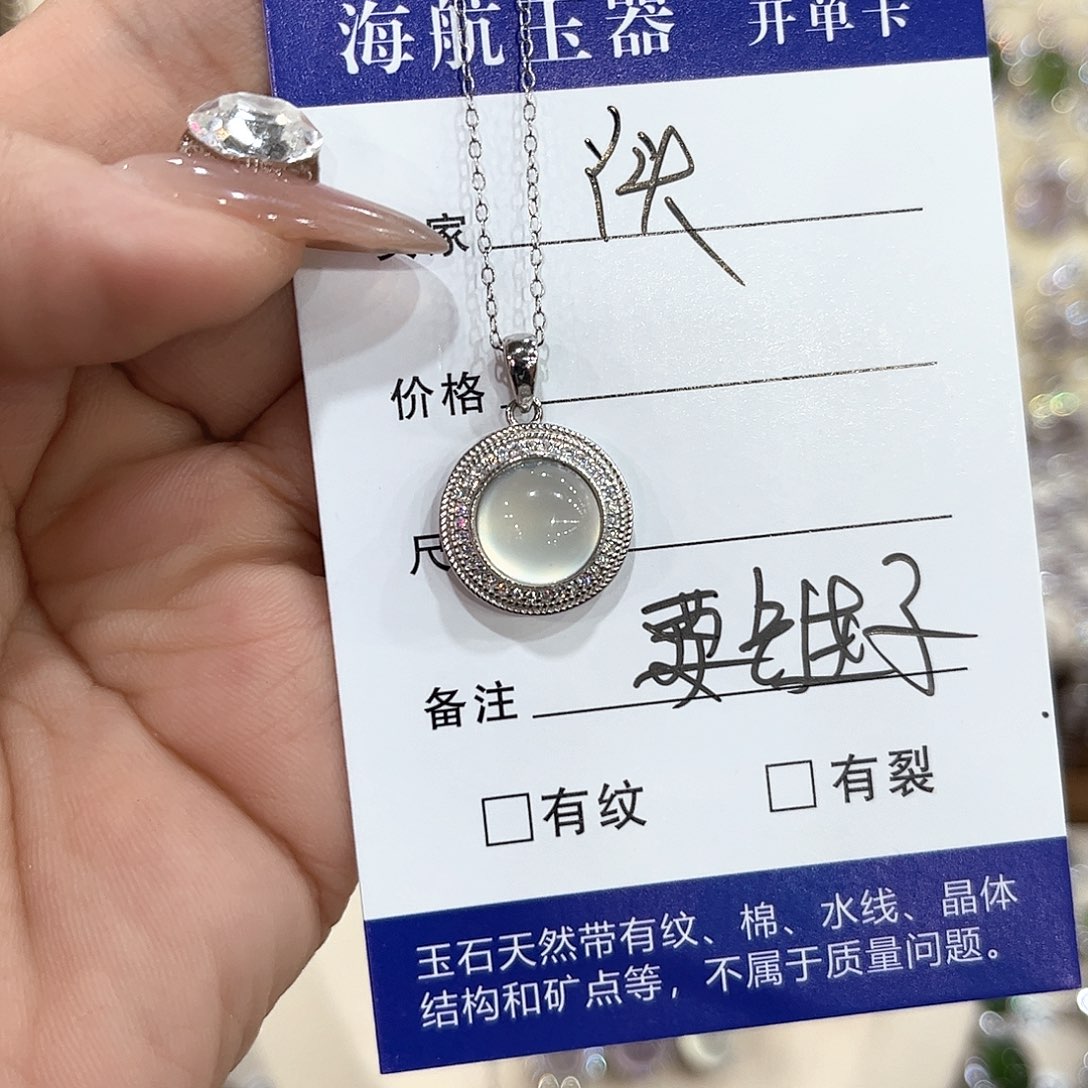 海航玉器 开单卡
家
价格
尺
备注 要长链子
有纹 有裂
玉石天然带有纹、棉、水线、晶体
结构和矿点等，不属于质量问题。